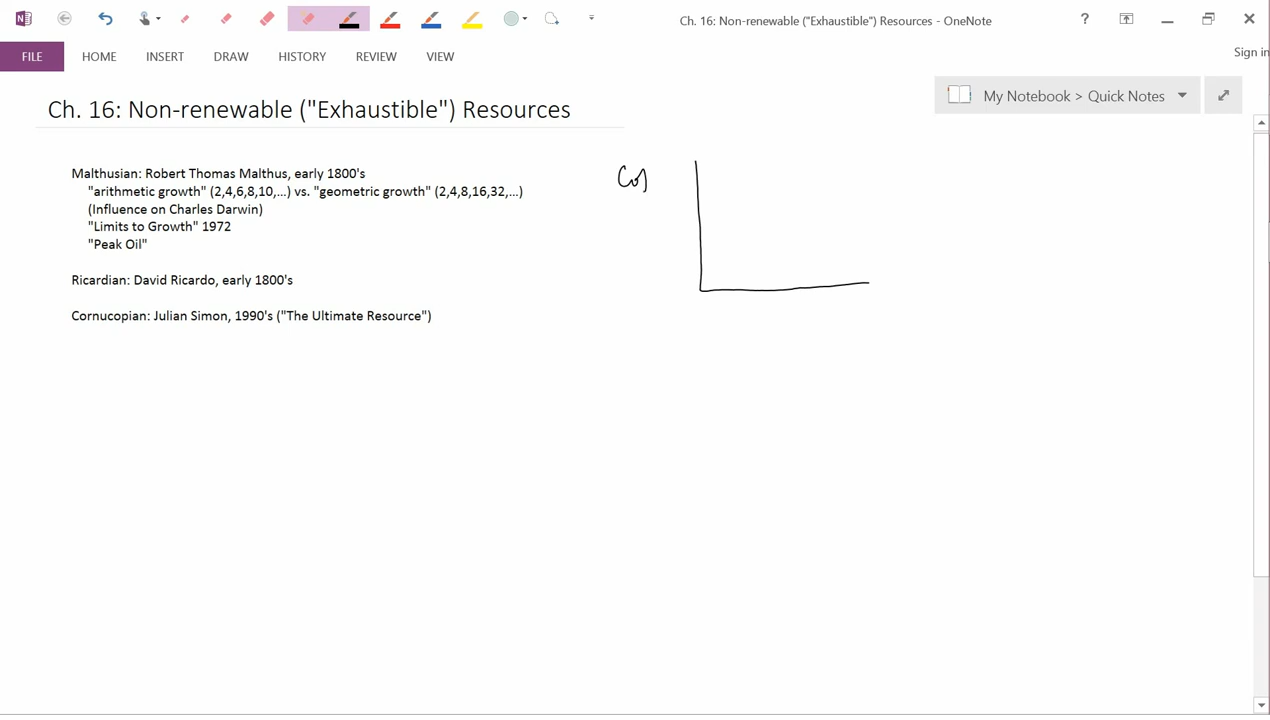 Ch. 16: Non-renewable ("Exhaustible") Resources - OneNote
?
Sign in
FILE HOME INSERT DRAW HISTORY REVIEW VIEW
My Notebook > Quick Notes
Ch. 16: Non-renewable ("Exhaustible") Resources
Malthusian: Robert Thomas Malthus, early 1800's
"arithmetic growth" (2,4,6,8,10,...) vs. "geometric growth" (2,4,8,16,32,...)
(Influence on Charles Darwin)
"Limits to Growth" 1972
"Peak Oil"
Ricardian: David Ricardo, early 1800's
Cornucopian: Julian Simon, 1990's ("The Ultimate Resource")
Cos